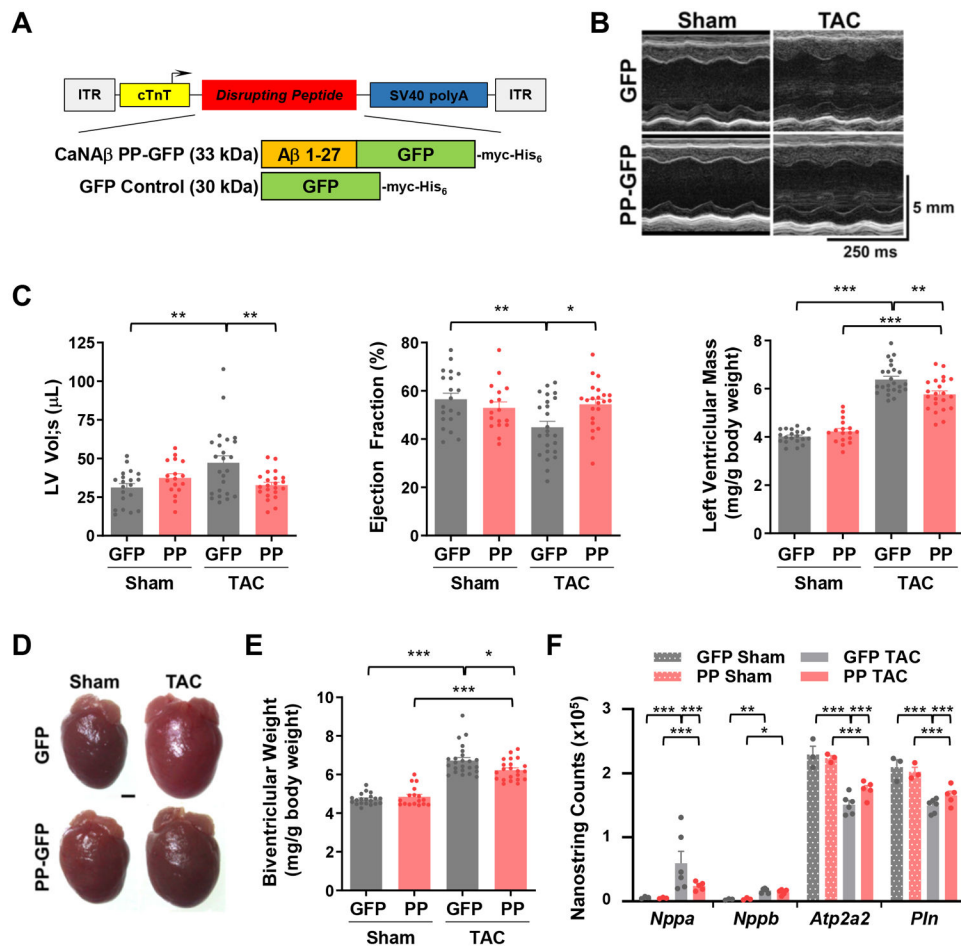 A
ITR cTnT Disrupting Peptide SV40 polyA ITR
CaNAβ PP-GFP (33 kDa) Aβ 1-27 GFP -myc-His6
GFP Control (30 kDa) GFP -myc-His6
B
Sham TAC
GFP
PP-GFP
5 mm
250 ms
C
LV Vol;s (μL)
125
100
75
50
25
0
** **
GFP PP GFP PP
Sham TAC
Ejection Fraction (%)
80
60
40
20
0
** *
GFP PP GFP PP
Sham TAC
Left Ventriclular Mass
(mg/g body weight)
8
6
4
2
*** **
***
GFP PP GFP PP
Sham TAC
D
Sham TAC
GFP
PP-GFP
E
Biventriclular Weight
(mg/g body weight)
10
8
6
4
2
0
*** *
***
GFP PP GFP PP
Sham TAC
F
GFP Sham GFP TAC
PP Sham PP TAC
Nanostring Counts (x10⁵)
3
2
1
0
*** *** ** *** *** *** ***
*** * *** ***
Nppa Nppb Atp2a2 Pln